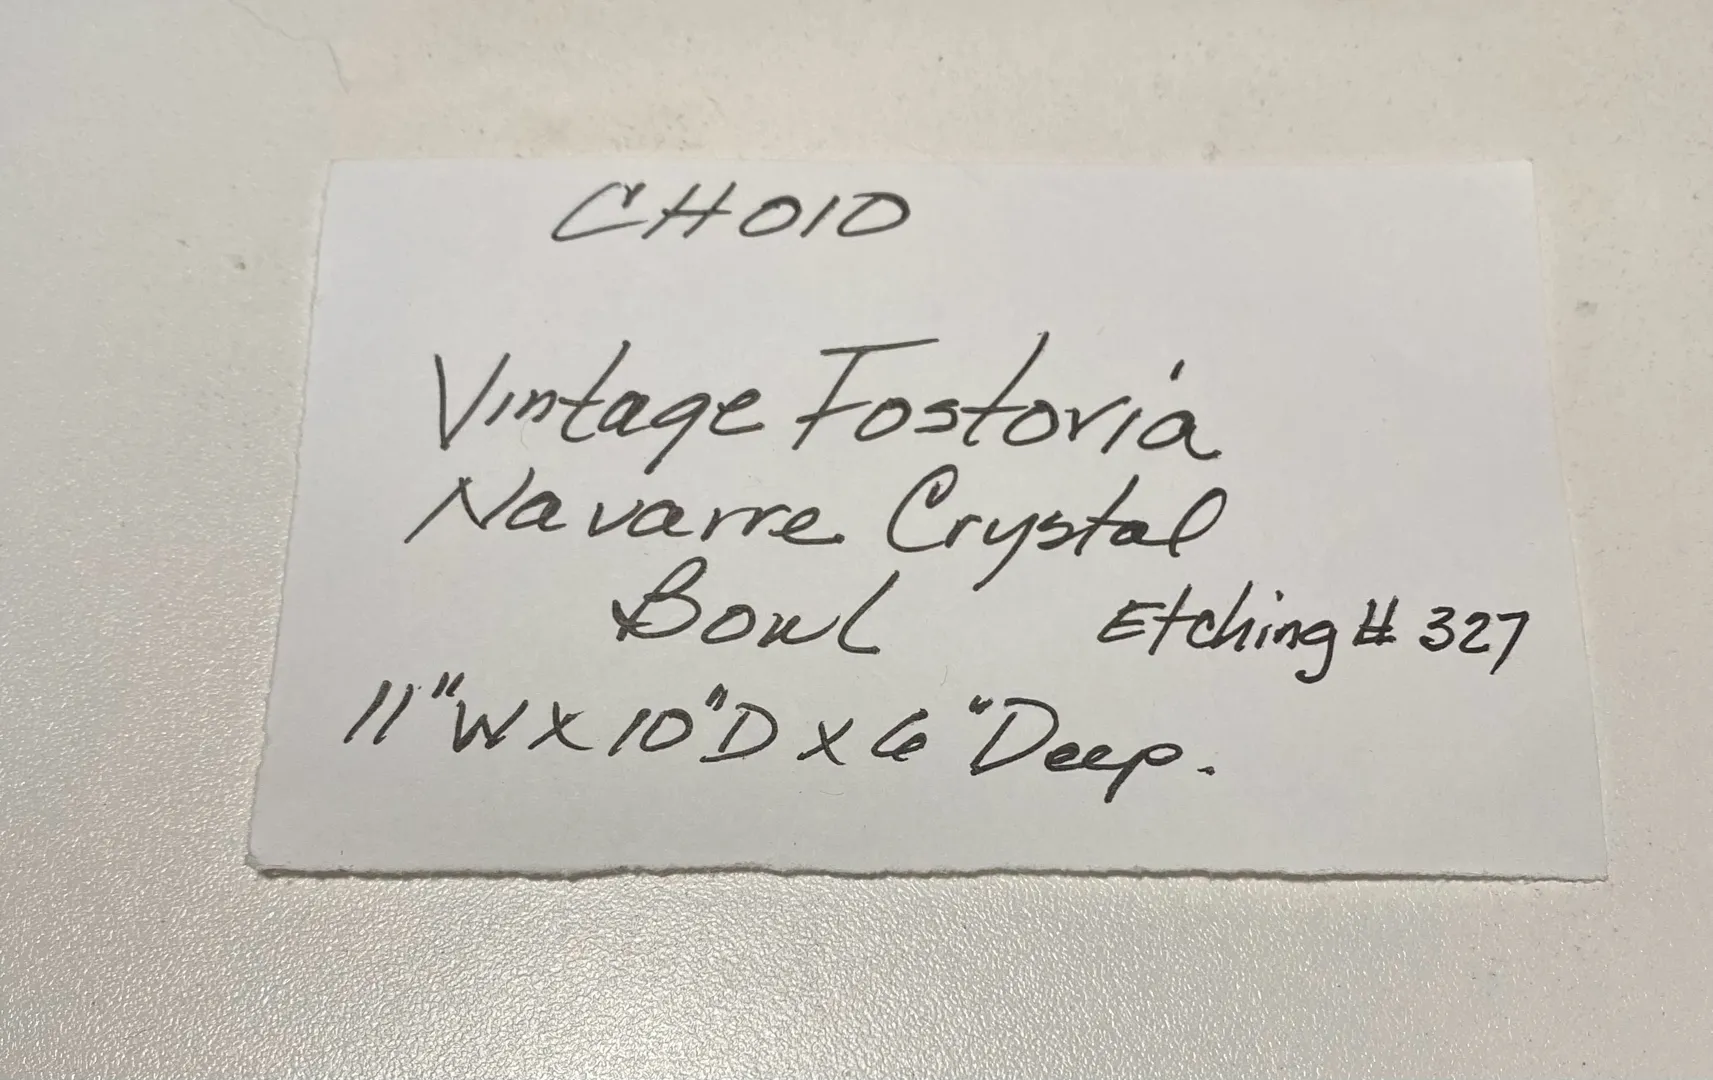 CH010
Vintage Fostoria
Navarre Crystal
Bowl Etching # 327
11"W x 10"D x 6"Deep.